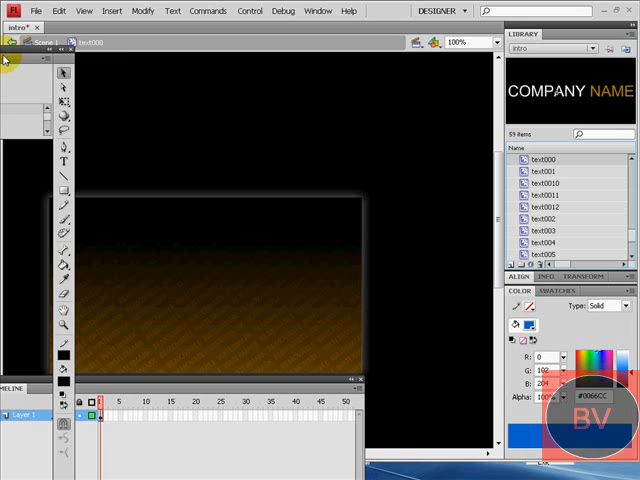 Fl File Edit View Insert Modify Text Commands Control Debug Window Help DESIGNER
intro*
Scene 1 text000 100%
LIBRARY
intro
COMPANY NAME
59 items
Name
text000
text001
text0010
text0011
text0012
text002
text003
text004
text005
ALIGN INFO TRANSFORM
COLOR SWATCHES
Type: Solid
R: 0
G: 102
B: 204
Alpha: 100% #0066CC
BV
MELINE
1 5 10 15 20 25 30 35 40 45 50
Layer 1